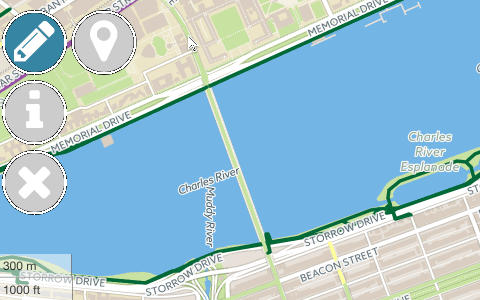 MEMORIAL DRIVE
MEMORIAL DRIVE
Charles
River
Esplanade
Charles River
Muddy River
STORROW DRIVE
STORROW DRIVE
STORROW DRIVE
BEACON STREET
300 m
1000 ft